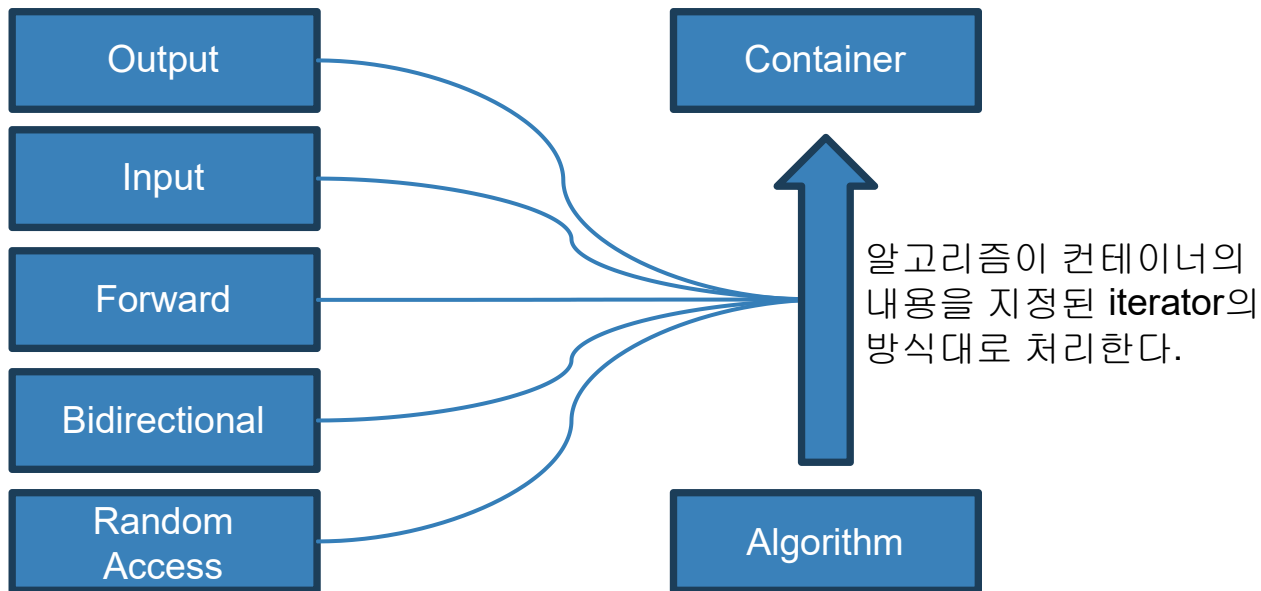 Output
Input
Forward
Bidirectional
Random
Access
Container
알고리즘이 컨테이너의
내용을 지정된 iterator의
방식대로 처리한다.
Algorithm